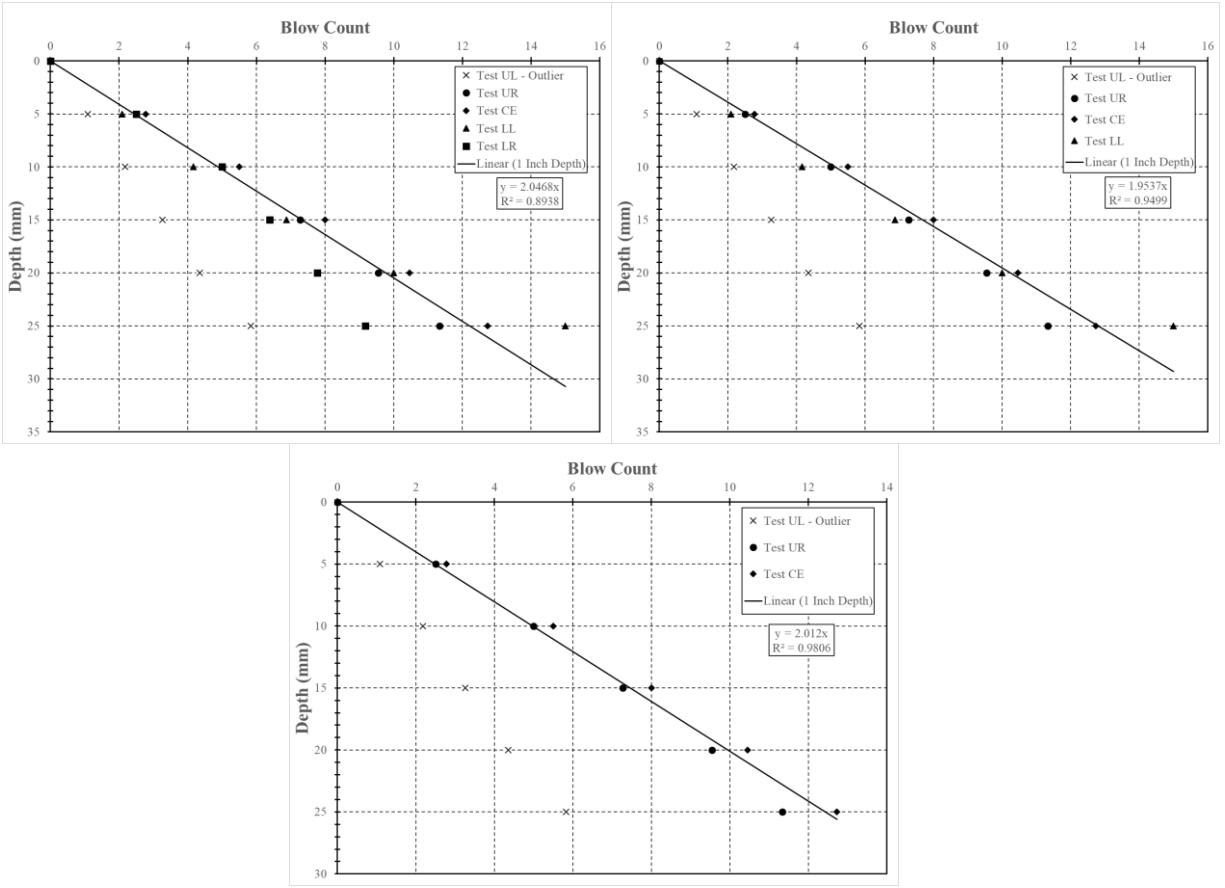 Blow Count
0 2 4 6 8 10 12 14 16
0
5
10
15
20
25
30
35
Depth (mm)
Test UL - Outlier
Test UR
Test CE
Test LL
Test LR
Linear (1 Inch Depth)
y = 2.0468x
R² = 0.8938
Blow Count
0 2 4 6 8 10 12 14 16
0
5
10
15
20
25
30
35
Depth (mm)
Test UL - Outlier
Test UR
Test CE
Test LL
Linear (1 Inch Depth)
y = 1.9537x
R² = 0.9499
Blow Count
0 2 4 6 8 10 12 14
0
5
10
15
20
25
30
Depth (mm)
Test UL - Outlier
Test UR
Test CE
Linear (1 Inch Depth)
y = 2.012x
R² = 0.9806